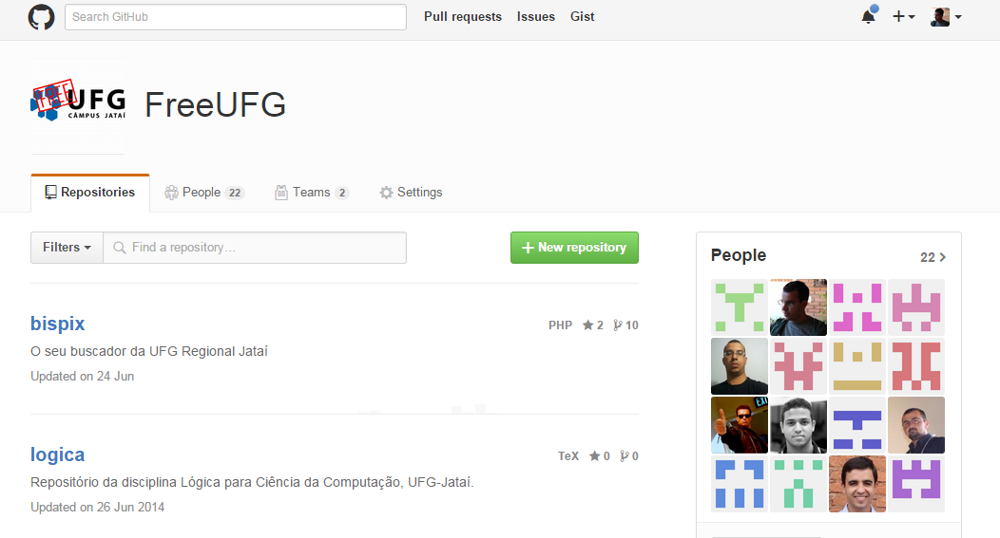 Search GitHub
Pull requests
Issues
Gist
FREE
UFG
CÂMPUS JATAÍ
FreeUFG
Repositories
People 22
Teams 2
Settings
Filters
Find a repository...
New repository
People
22
bispix
PHP 2 10
O seu buscador da UFG Regional Jataí
Updated on 24 Jun
EXI
logica
TeX 0 0
Repositório da disciplina Lógica para Ciência da Computação, UFG-Jataí.
Updated on 26 Jun 2014